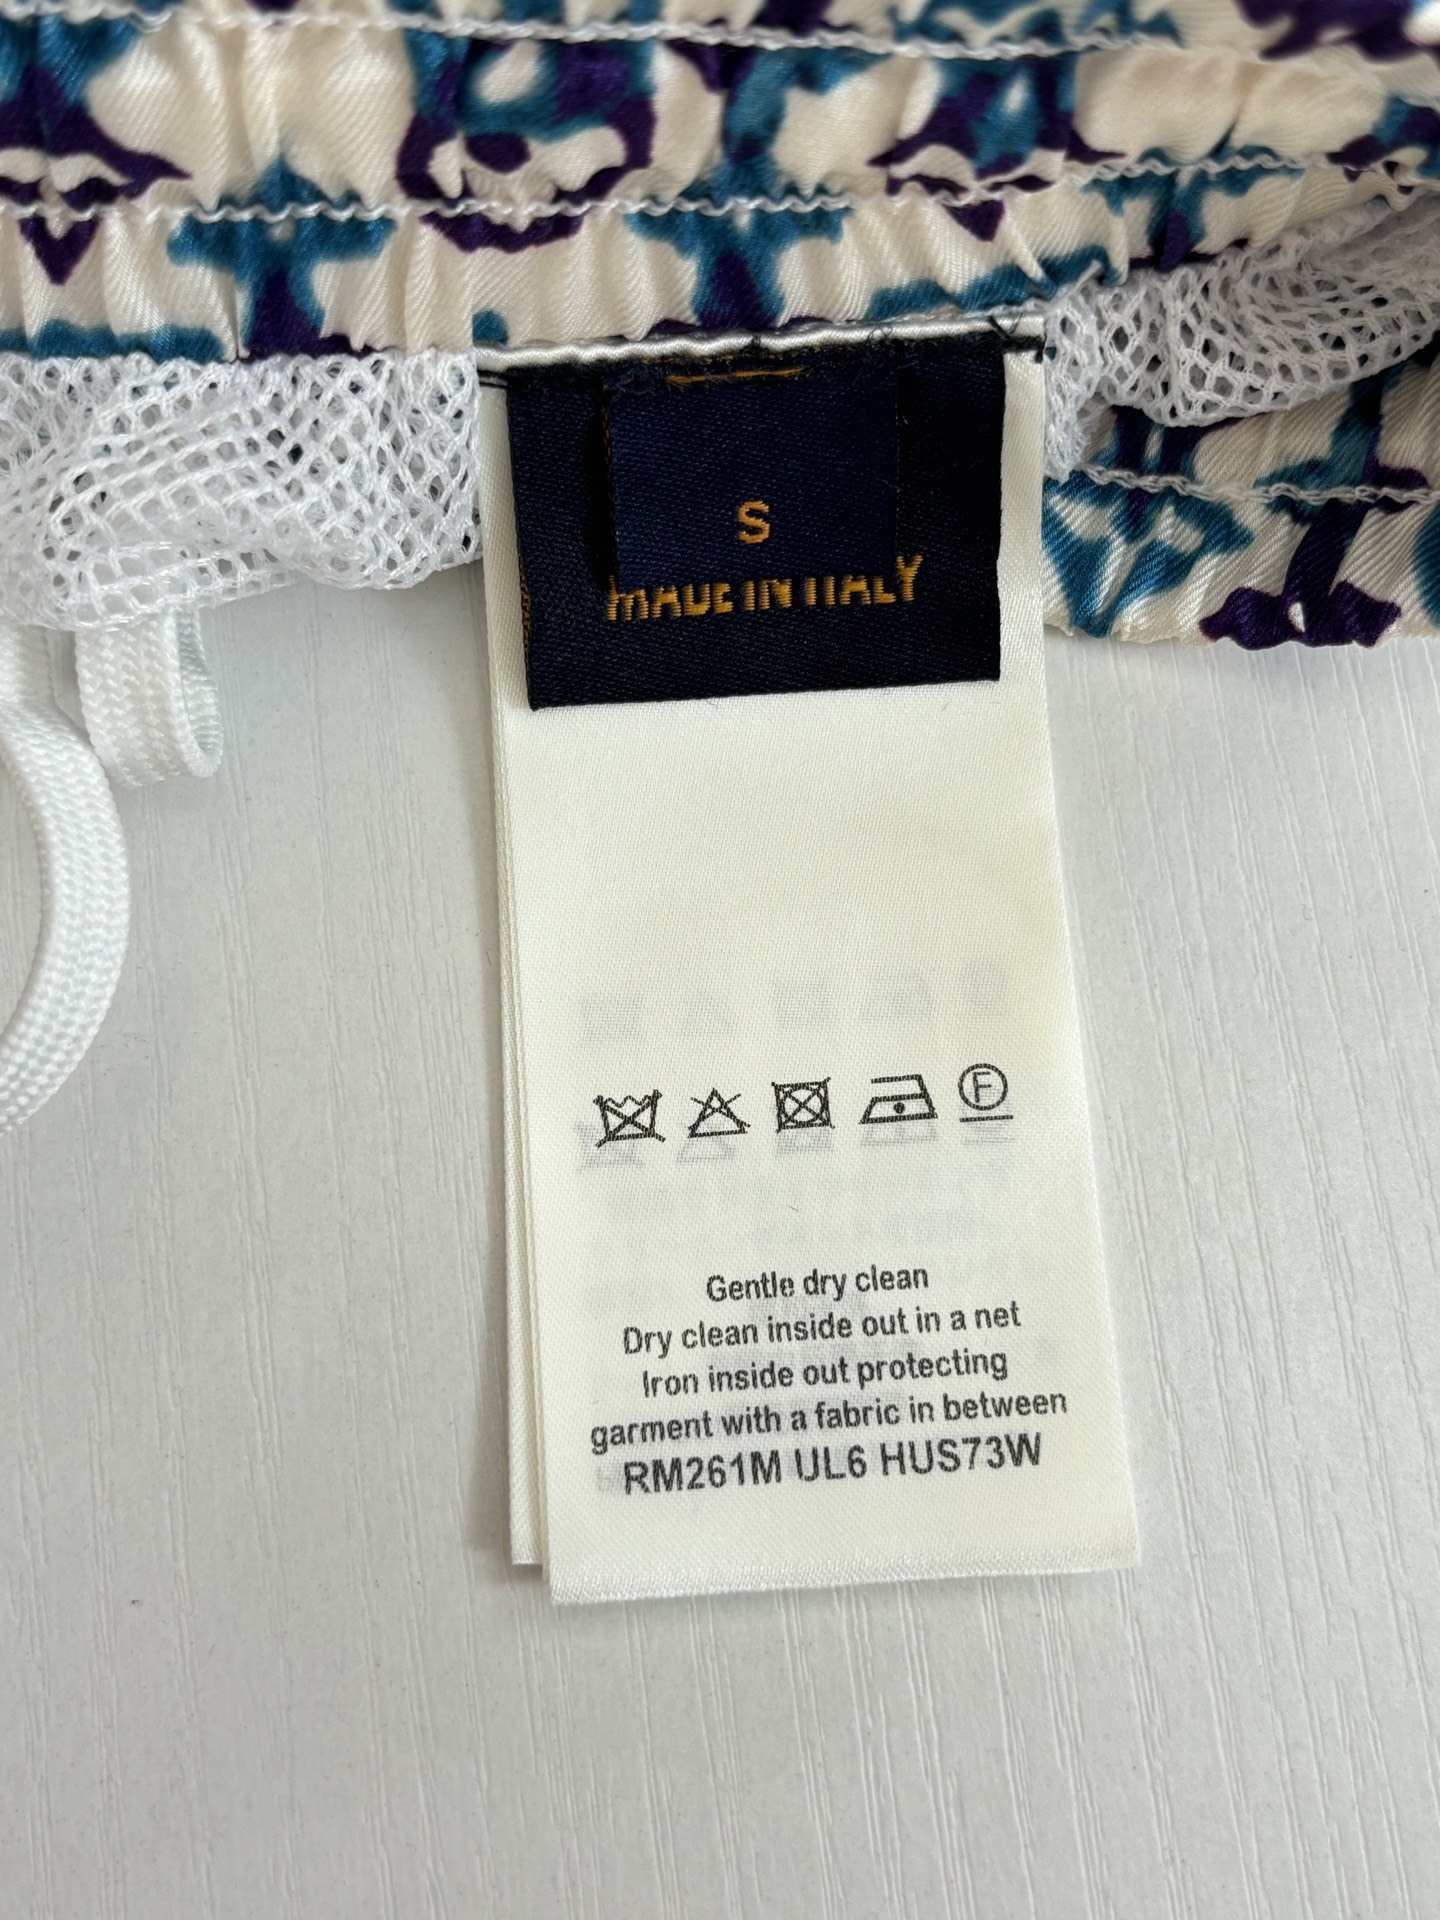 S
MADE IN ITALY
F
Gentle dry clean
Dry clean inside out in a net
Iron inside out protecting
garment with a fabric in between
RM261M UL6 HUS73W